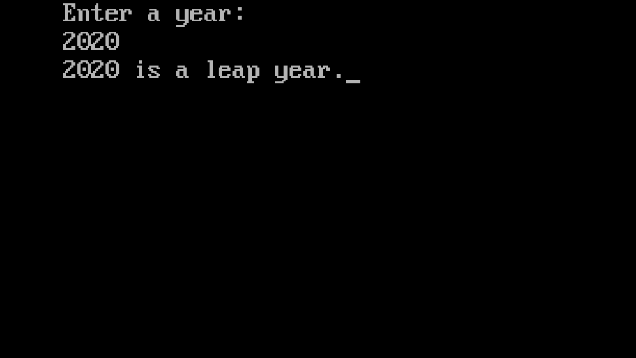 Enter a year:
2020
2020 is a leap year._